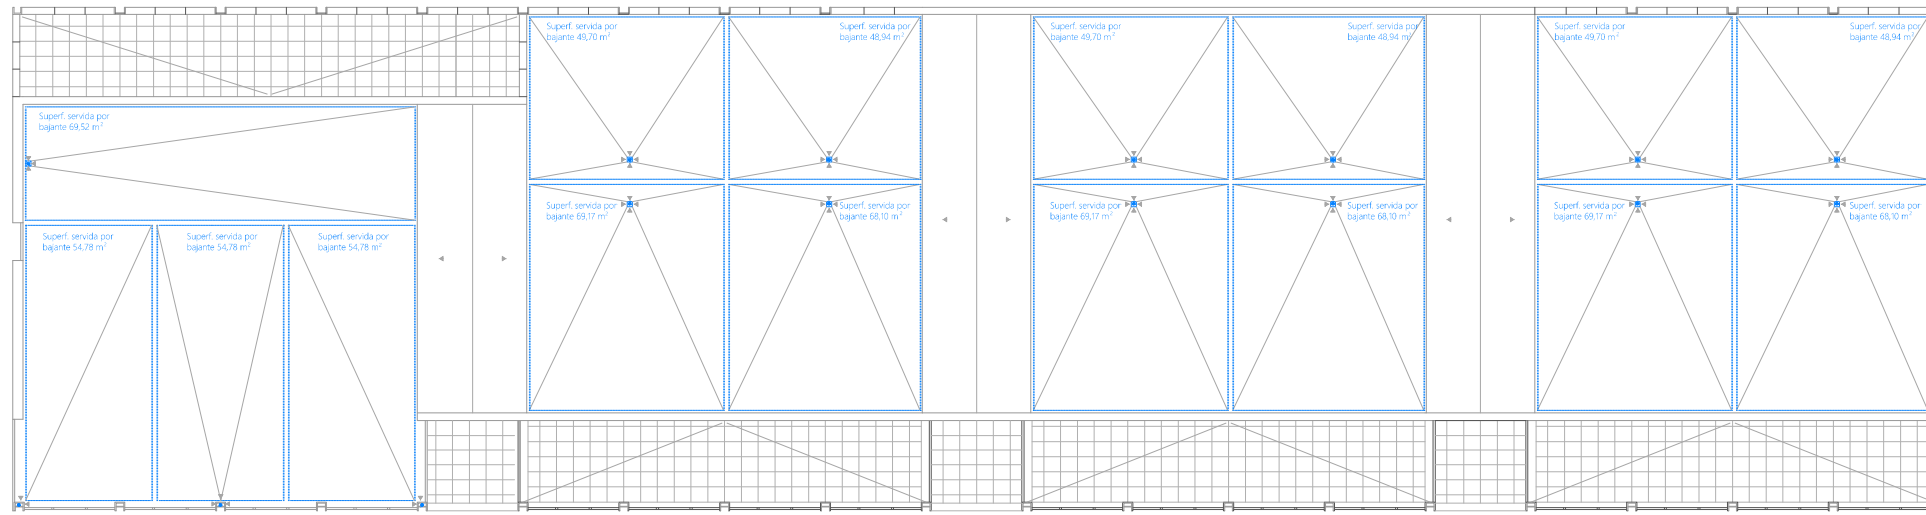 Superf. servida por
bajante 49,70 m²
Superf. servida por
bajante 48,94 m²
Superf. servida por
bajante 49,70 m²
Superf. servida por
bajante 48,94 m²
Superf. servida por
bajante 49,70 m²
Superf. servida por
bajante 48,94 m²
Superf. servida por
bajante 69,52 m²
Superf. servida por
bajante 69,17 m²
Superf. servida por
bajante 68,10 m²
Superf. servida por
bajante 69,17 m²
Superf. servida por
bajante 68,10 m²
Superf. servida por
bajante 69,17 m²
Superf. servida por
bajante 68,10 m²
Superf. servida por
bajante 54,78 m²
Superf. servida por
bajante 54,78 m²
Superf. servida por
bajante 54,78 m²